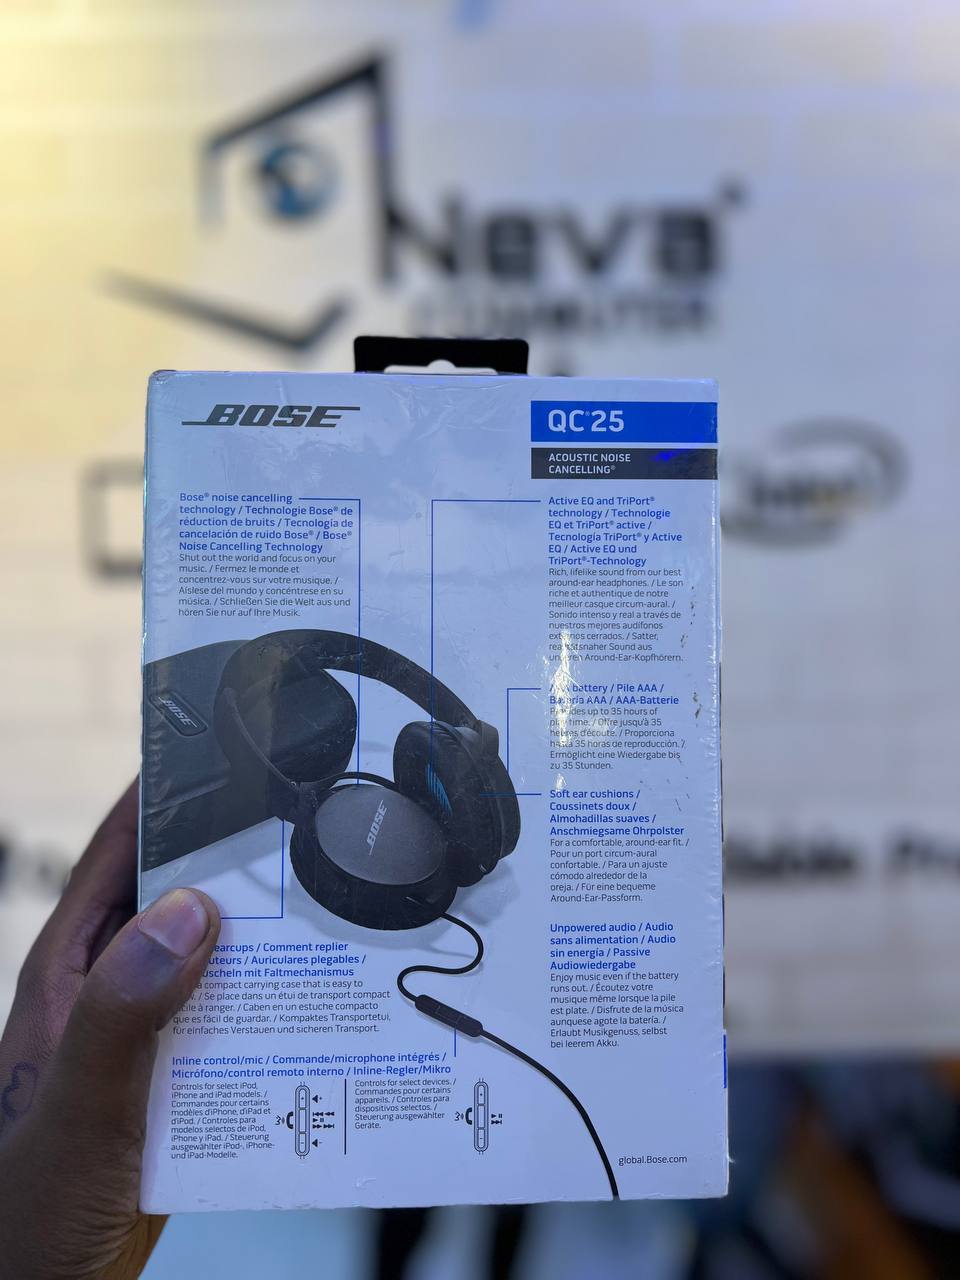 Neva
COMPUTER
intel
BOSE
QC®25
ACOUSTIC NOISE
CANCELLING®
Bose® noise cancelling
technology / Technologie Bose® de
réduction de bruits / Tecnología de
cancelación de ruido Bose® / Bose®
Noise Cancelling Technology
Shut out the world and focus on your
music. / Fermez le monde et
concentrez-vous sur votre musique. /
Aíslese del mundo y concéntrese en su
música. / Schließen Sie die Welt aus und
hören Sie nur auf Ihre Musik.
Active EQ and TriPort®
technology / Technologie
EQ et TriPort® active /
Tecnología TriPort® y Active
EQ / Active EQ und
TriPort®-Technology
Rich, lifelike sound from our best
around-ear headphones. / Le son
riche et authentique de notre
meilleur casque circum-aural. /
Sonido intenso y real a través de
nuestros mejores audífonos
externos cerrados. / Satter,
realitätsnaher Sound aus
unseren Around-Ear-Kopfhörern.
AAA battery / Pile AAA /
Batería AAA / AAA-Batterie
Provides up to 35 hours of
play time. / Offre jusqu'à 35
heures d'écoute. / Proporciona
hasta 35 horas de reproducción. /
Ermöglicht eine Wiedergabe bis
zu 35 Stunden.
Soft ear cushions /
Coussinets doux /
Almohadillas suaves /
Anschmiegsame Ohrpolster
For a comfortable, around-ear fit. /
Pour un port circum-aural
confortable. / Para un ajuste
cómodo alrededor de la
oreja. / Für eine bequeme
Around-Ear-Passform.
Unpowered audio / Audio
sans alimentation / Audio
sin energía / Passive
Audiowiedergabe
Enjoy music even if the battery
runs out. / Écoutez votre
musique même lorsque la pile
est plate. / Disfrute de la música
aunquese agote la batería. /
Erlaubt Musikgenuss, selbst
bei leerem Akku.
BOSE
BOSE
earcups / Comment replier
/ Auriculares plegables /
mit Faltmechanismus
a compact carrying case that is easy to
/ Se place dans un étui de transport compact
à ranger. / Caben en un estuche compacto
que es fácil de guardar. / Kompaktes Transportetui,
für einfaches Verstauen und sicheren Transport.
Inline control/mic / Commande/microphone intégrés /
Micrófono/control remoto interno / Inline-Regler/Mikro
Controls for select iPod,
iPhone and iPad models. /
Commandes pour certains
modèles d'iPhone, d'iPad et
d'iPod. / Controles para
modelos selectos de iPod,
iPhone y iPad. / Steuerung
ausgewählter iPod-, iPhone-
und iPad-Modelle.
Controls for select devices. /
Commandes pour certains
appareils. / Controles para
dispositivos selectos. /
Steuerung ausgewählter
Geräte.
global.Bose.com